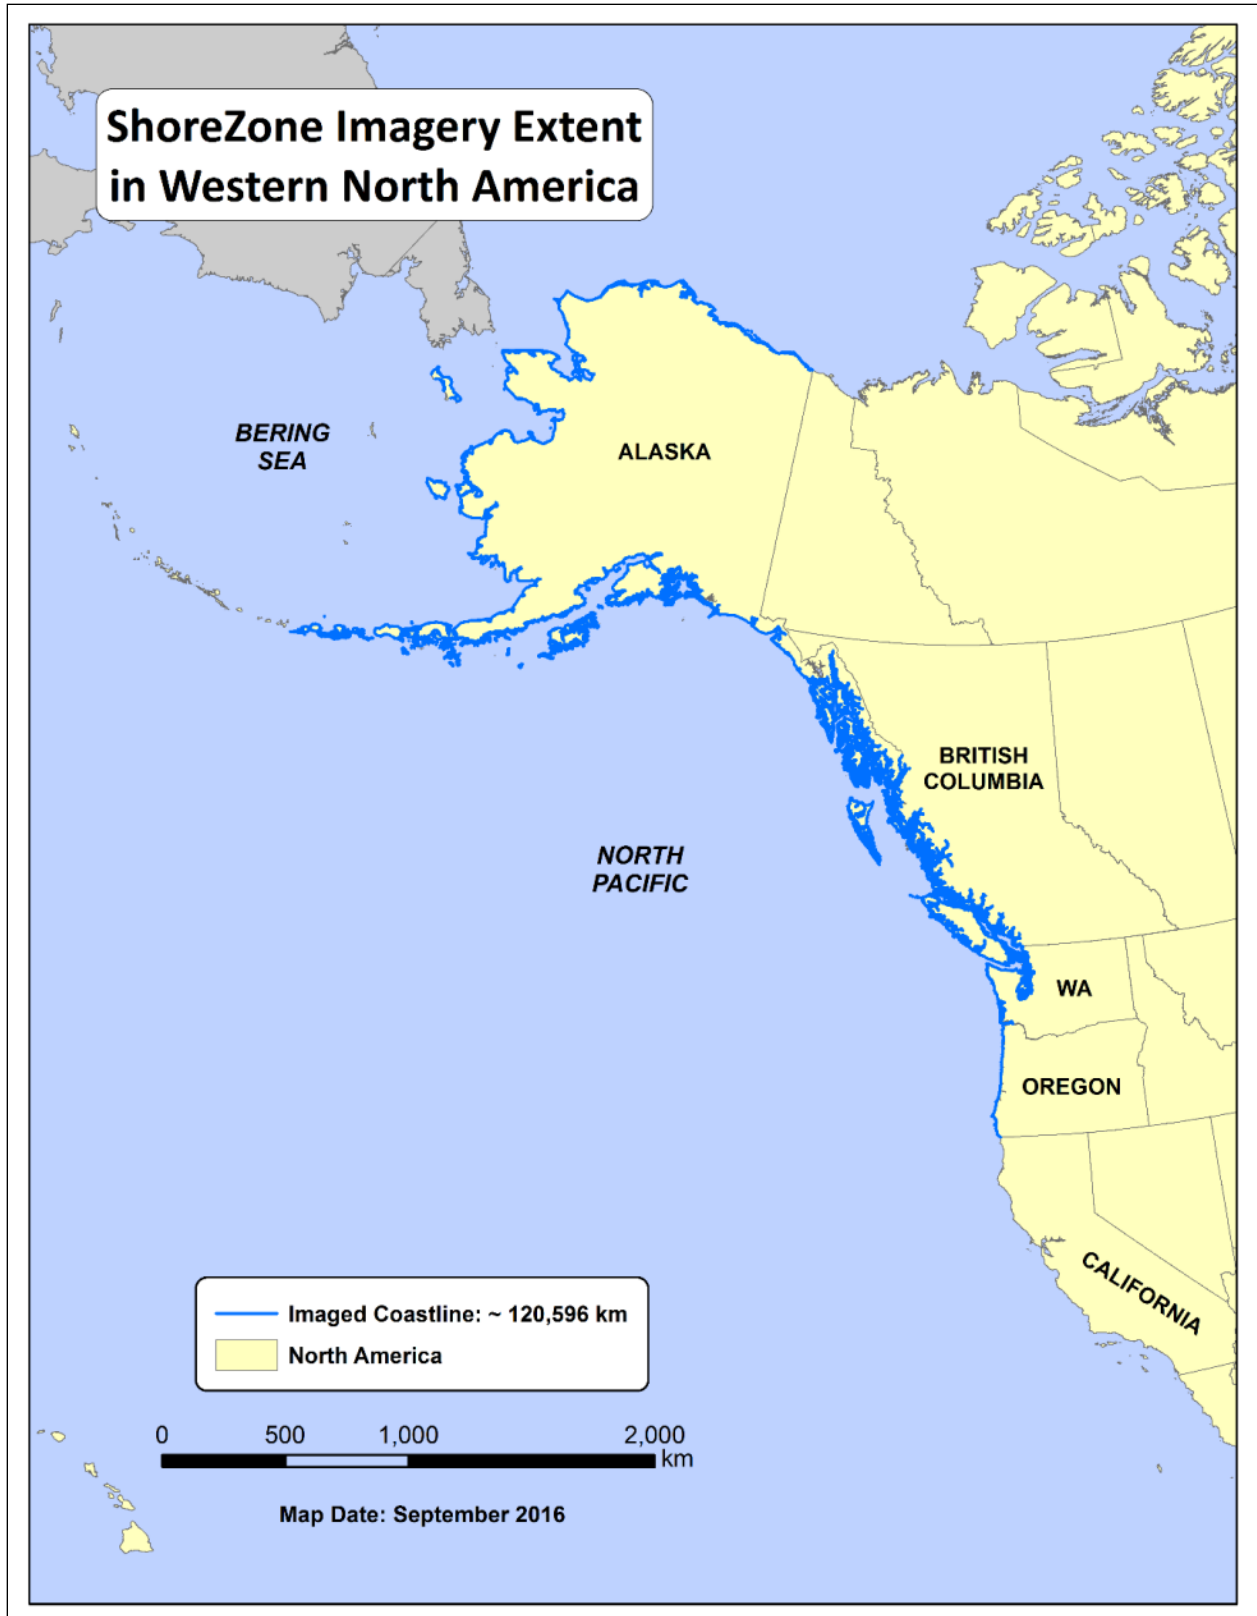 ShoreZone Imagery Extent
in Western North America
BERING
SEA
ALASKA
BRITISH
COLUMBIA
NORTH
PACIFIC
WA
OREGON
CALIFORNIA
Imaged Coastline: ~ 120,596 km
North America
0 500 1,000 2,000
km
Map Date: September 2016